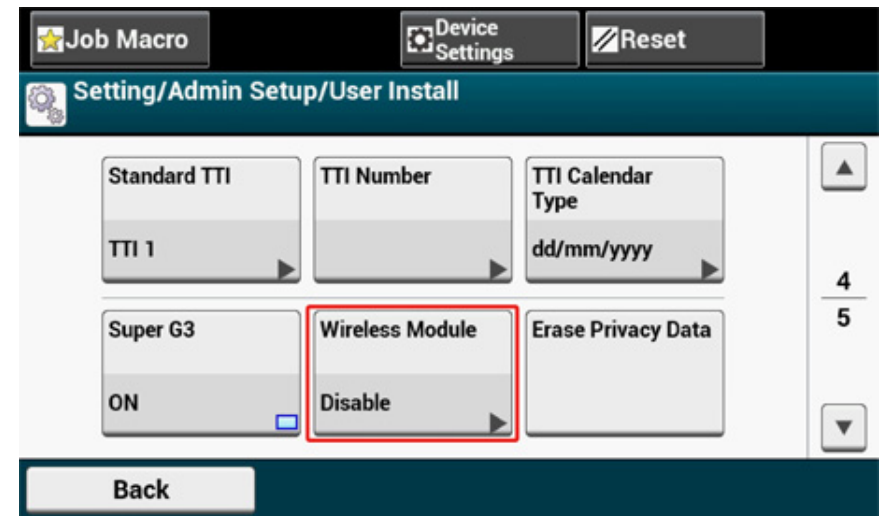 Job Macro
Device
Settings
Reset
Setting/Admin Setup/User Install
Standard TTI
TTI 1
TTI Number
TTI Calendar
Type
dd/mm/yyyy
4
5
Super G3
ON
Wireless Module
Disable
Erase Privacy Data
Back